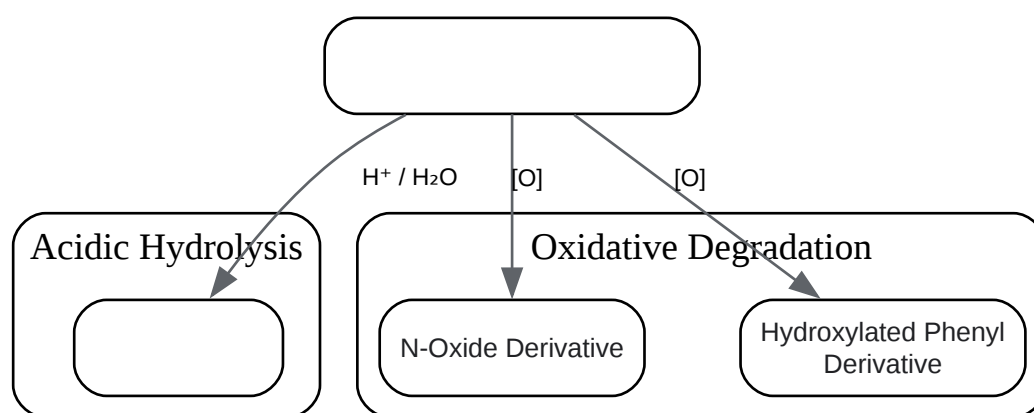 H⁺ / H₂O
[O]
[O]
Acidic Hydrolysis
Oxidative Degradation
N-Oxide Derivative
Hydroxylated Phenyl
Derivative